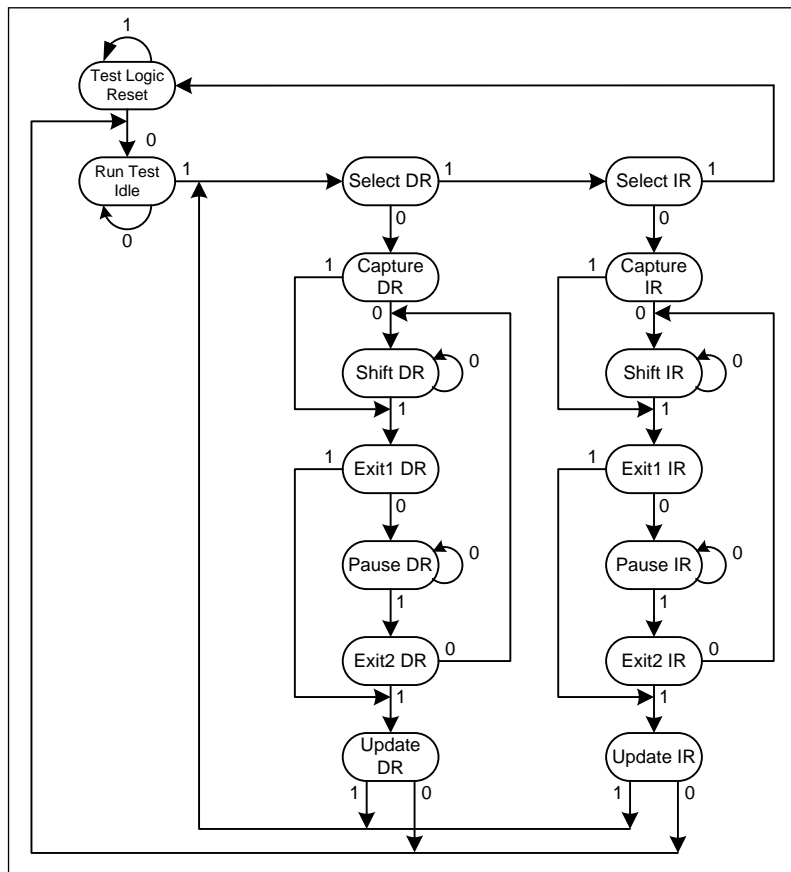 1
Test Logic
Reset
0
Run Test
Idle
1
0
Select DR
1
Select IR
1
0
0
1
Capture
DR
0
1
Capture
IR
0
Shift DR
0
Shift IR
0
1
1
1
Exit1 DR
1
Exit1 IR
0
0
Pause DR
0
Pause IR
0
1
1
Exit2 DR
0
Exit2 IR
0
1
1
Update
DR
Update IR
1
0
1
0